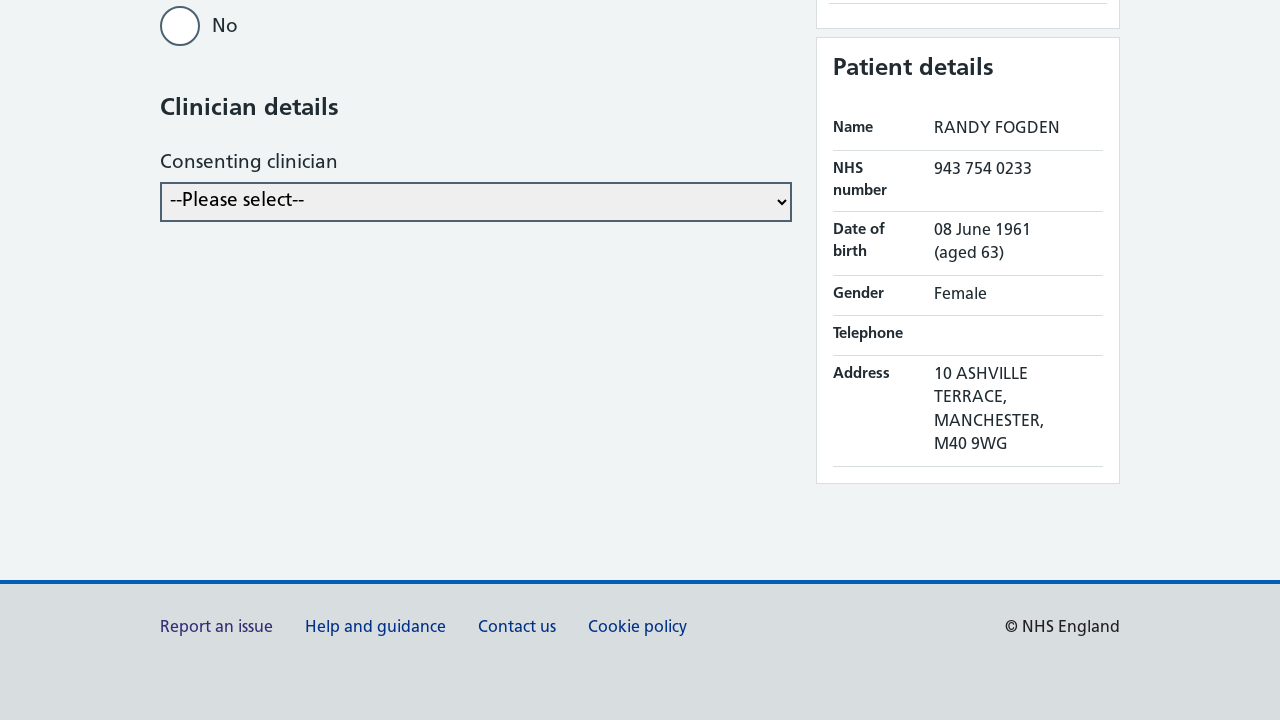 No
Clinician details
Consenting clinician
--Please select--
Patient details
Name RANDY FOGDEN
NHS number 943 754 0233
Date of birth 08 June 1961 (aged 63)
Gender Female
Telephone
Address 10 ASHVILLE
TERRACE,
MANCHESTER,
M40 9WG
Report an issue Help and guidance Contact us Cookie policy © NHS England